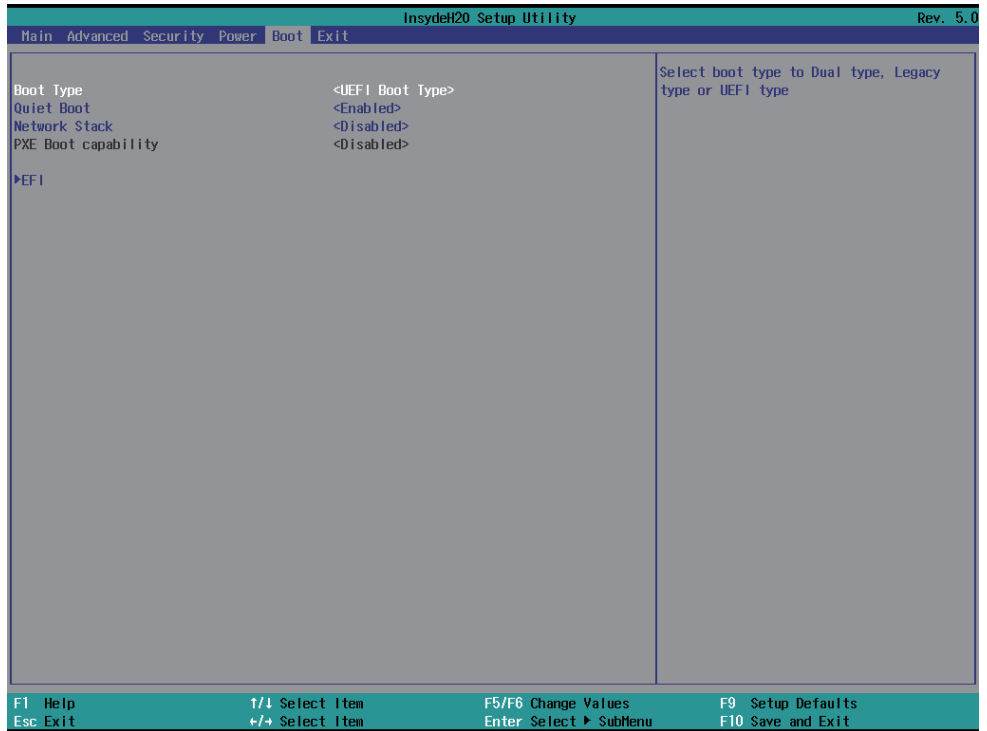 InsydeH20 Setup Utility Rev. 5.0
Main Advanced Security Power Boot Exit
Boot Type <UEFI Boot Type>
Quiet Boot <Enabled>
Network Stack <Disabled>
PXE Boot capability <Disabled>
▶EFI
Select boot type to Dual type, Legacy
type or UEFI type
F1 Help ↑/↓ Select Item F5/F6 Change Values F9 Setup Defaults
Esc Exit ←/→ Select Item Enter Select ▶ SubMenu F10 Save and Exit